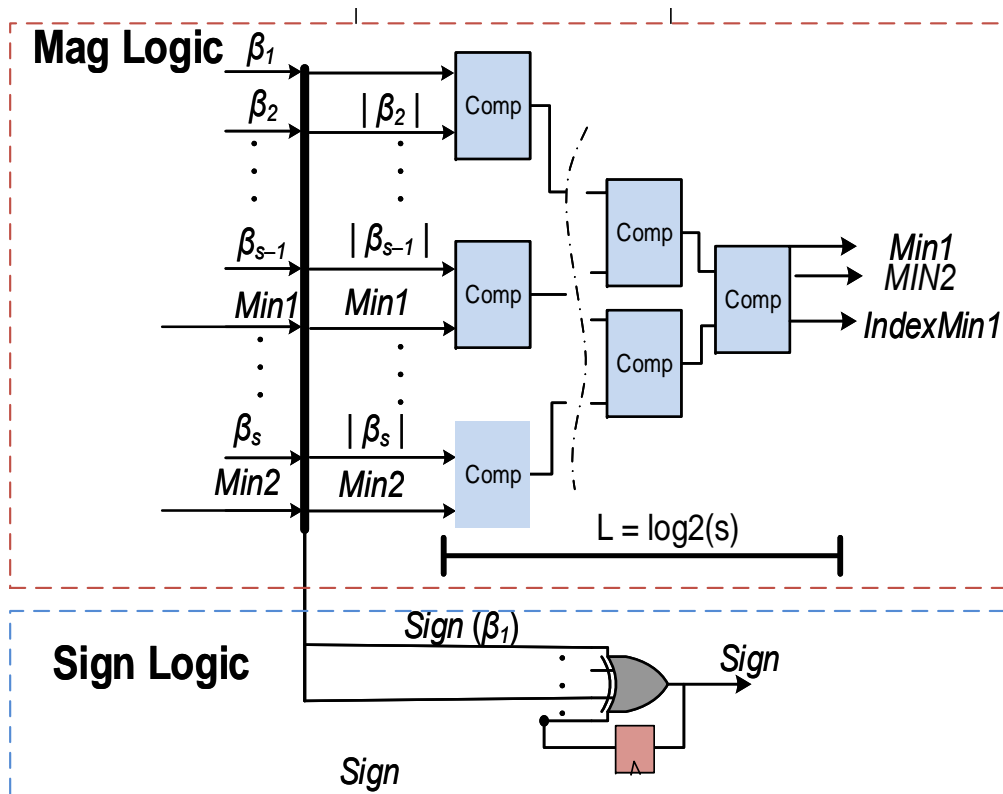 Mag Logic
β1
β2
| β2 |
Comp
βs–1
| βs–1 |
Comp
Comp
Min1
Min1
Comp
Comp
Min1
MIN2
IndexMin1
βs
| βs |
Comp
Min2
Min2
L = log2(s)
Sign Logic
Sign (β1)
Sign
Sign